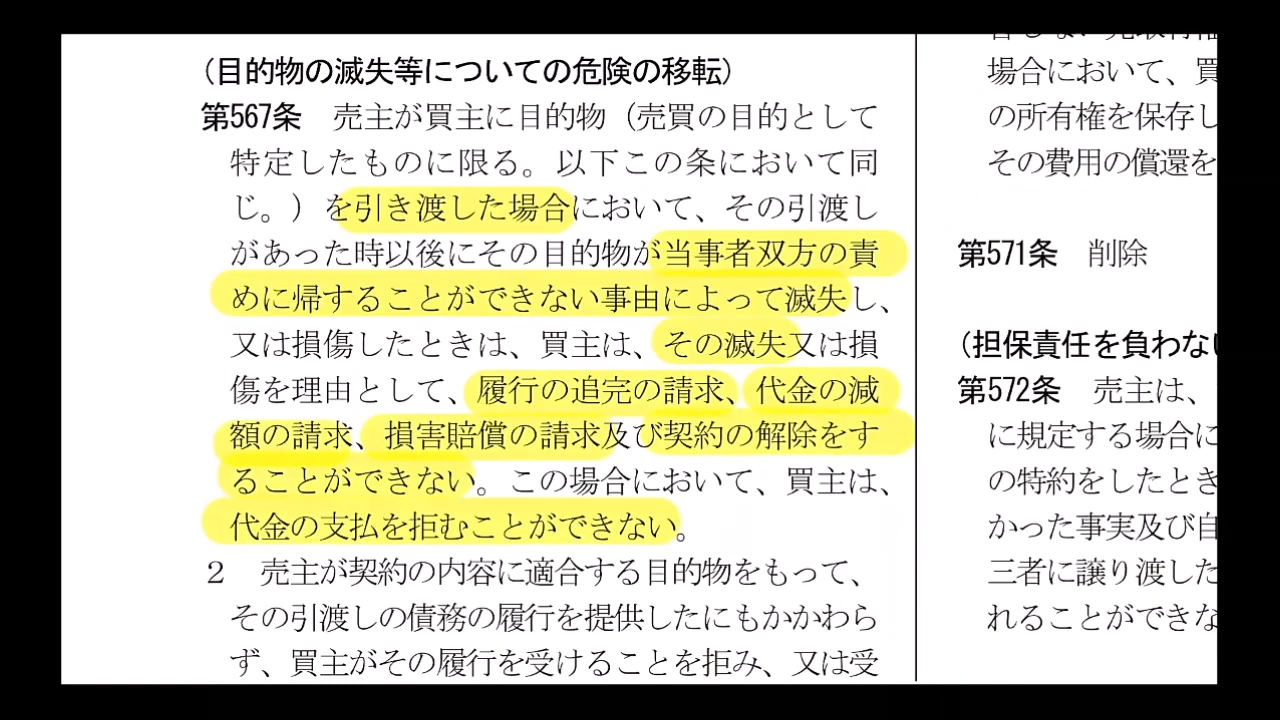 （目的物の滅失等についての危険の移転）
第567条　売主が買主に目的物（売買の目的として
特定したものに限る。以下この条において同
じ。）を引き渡した場合において、その引渡し
があった時以後にその目的物が当事者双方の責
めに帰することができない事由によって滅失し、
又は損傷したときは、買主は、その滅失又は損
傷を理由として、履行の追完の請求、代金の減
額の請求、損害賠償の請求及び契約の解除をす
ることができない。この場合において、買主は、
代金の支払を拒むことができない。
２　売主が契約の内容に適合する目的物をもって、
その引渡しの債務の履行を提供したにもかかわら
ず、買主がその履行を受けることを拒み、又は受
場合において、買
の所有権を保存し
その費用の償還を
第571条　削除
（担保責任を負わない
第572条　売主は、
に規定する場合に
の特約をしたとき
かった事実及び自
三者に譲り渡した
れることができな